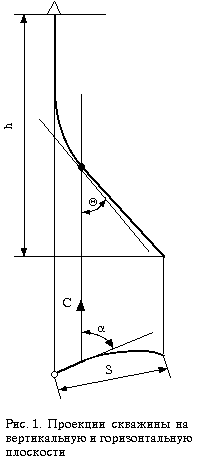 h
Θ
C
α
S
Рис. 1. Проекции скважины на
вертикальную и горизонтальную
плоскости